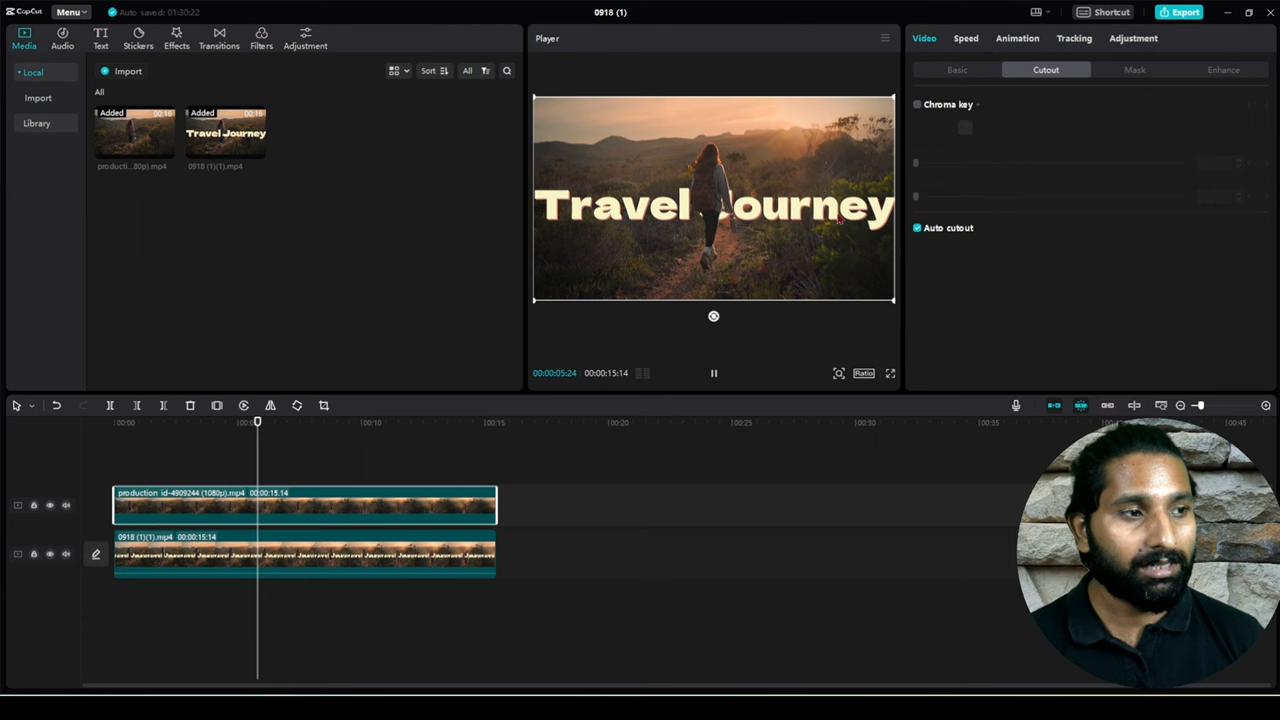 CapCut
Menu
Auto saved: 01:30:22
0918 (1)
Shortcut
Export
Media
Audio
Text
Stickers
Effects
Transitions
Filters
Adjustment
Player
Video
Speed
Animation
Tracking
Adjustment
Local
Import
Sort
All
Basic
Cutout
Mask
Enhance
Import
All
Library
Chroma key
Added
00:16
Added
00:16
Travel Journey
producti...80p).mp4
0918 (1)(1).mp4
Travel Journey
Auto cutout
00:00:05:24
00:00:15:14
Ratio
00:00
00:10
00:15
00:20
00:25
00:30
00:35
00:40
00:45
production id-4909244 (1080p).mp4 00:00:15:14
0918 (1)(1).mp4 00:00:15:14